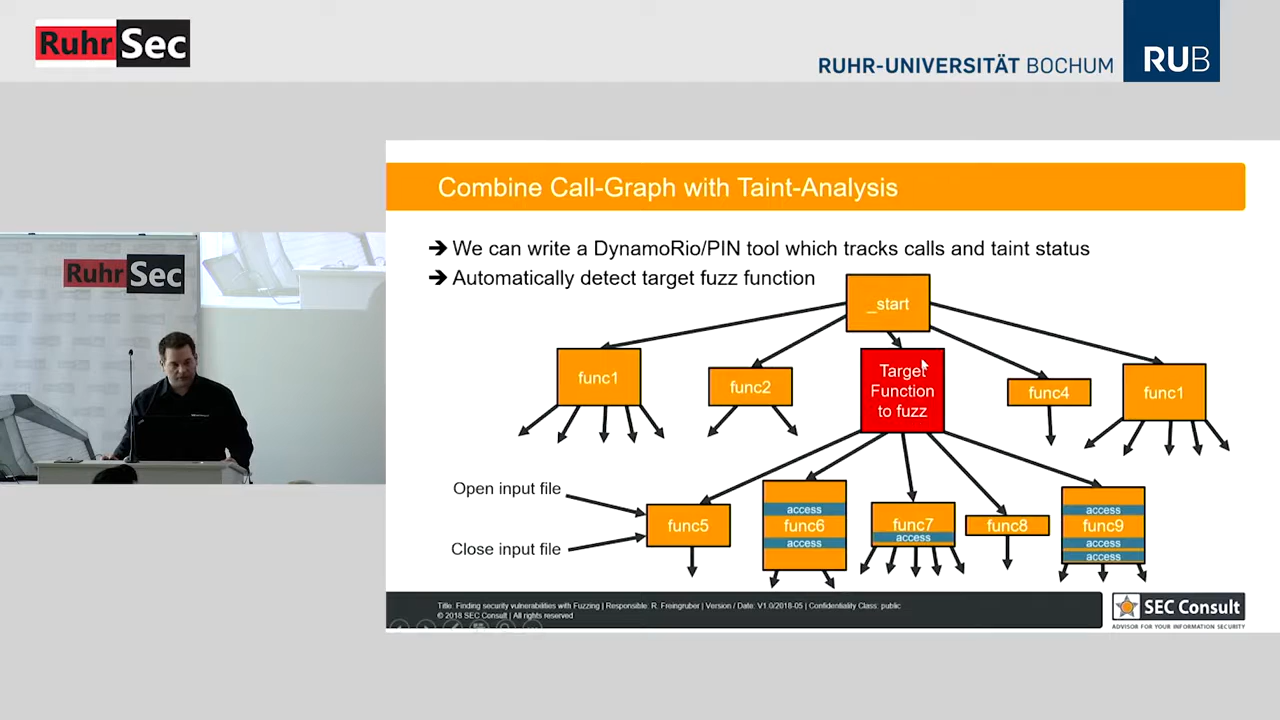 Ruhr Sec
RUHR-UNIVERSITÄT BOCHUM
RUB
Ruhr Sec
Combine Call-Graph with Taint-Analysis
➔ We can write a DynamoRio/PIN tool which tracks calls and taint status
➔ Automatically detect target fuzz function
_start
func1
func2
Target
Function
to fuzz
func4
func1
Open input file
Close input file
func5
access
func6
access
func7
access
func8
access
func9
access
access
Title: Finding security vulnerabilities with Fuzzing | Responsible: R. Freingruber | Version / Date: V1.0/2018-05 | Confidentiality Class: public
© 2018 SEC Consult | All rights reserved
SEC Consult
ADVISOR FOR YOUR INFORMATION SECURITY